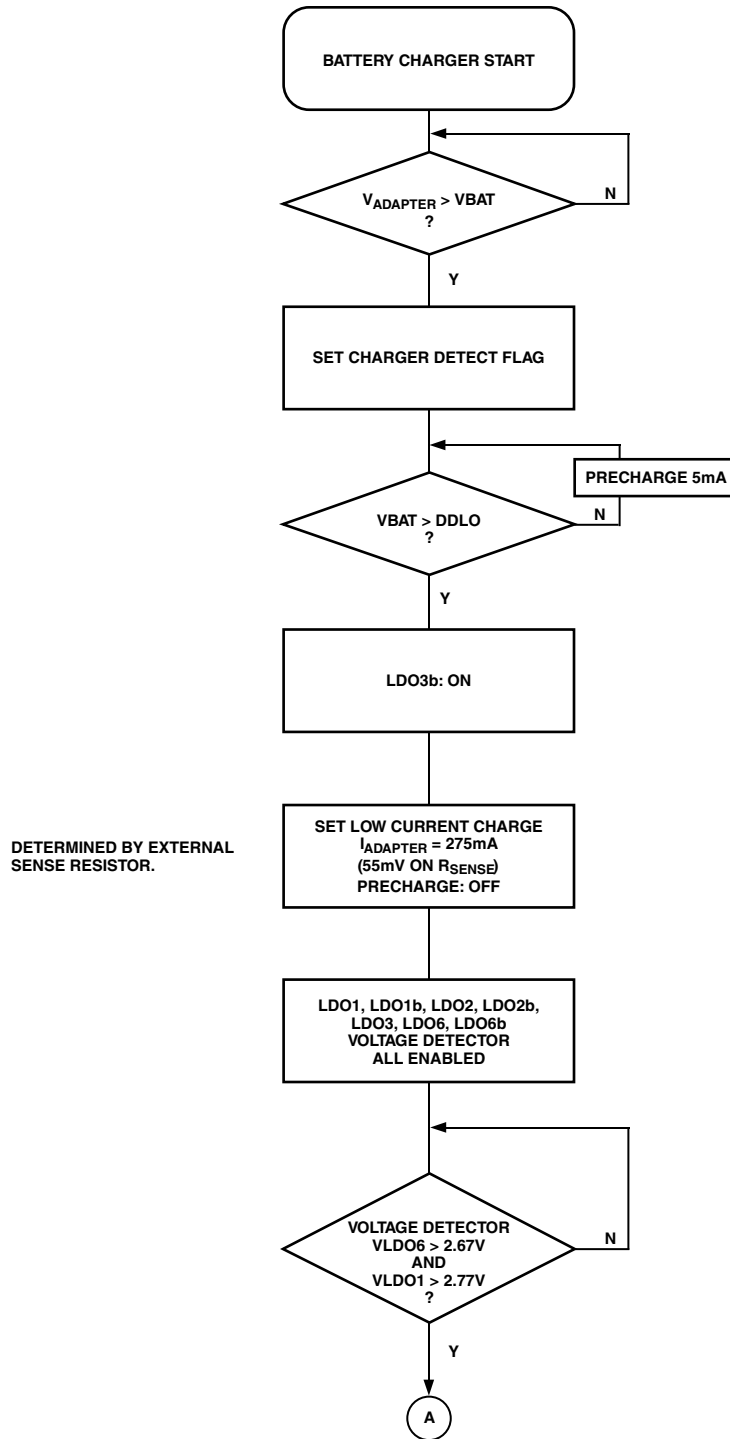 BATTERY CHARGER START
VADAPTER > VBAT
?
N
Y
SET CHARGER DETECT FLAG
PRECHARGE 5mA
VBAT > DDLO
?
N
Y
LDO3b: ON
DETERMINED BY EXTERNAL
SENSE RESISTOR.
SET LOW CURRENT CHARGE
IADAPTER = 275mA
(55mV ON RSENSE)
PRECHARGE: OFF
LDO1, LDO1b, LDO2, LDO2b,
LDO3, LDO6, LDO6b
VOLTAGE DETECTOR
ALL ENABLED
VOLTAGE DETECTOR
VLDO6 > 2.67V
AND
VLDO1 > 2.77V
?
N
Y
A